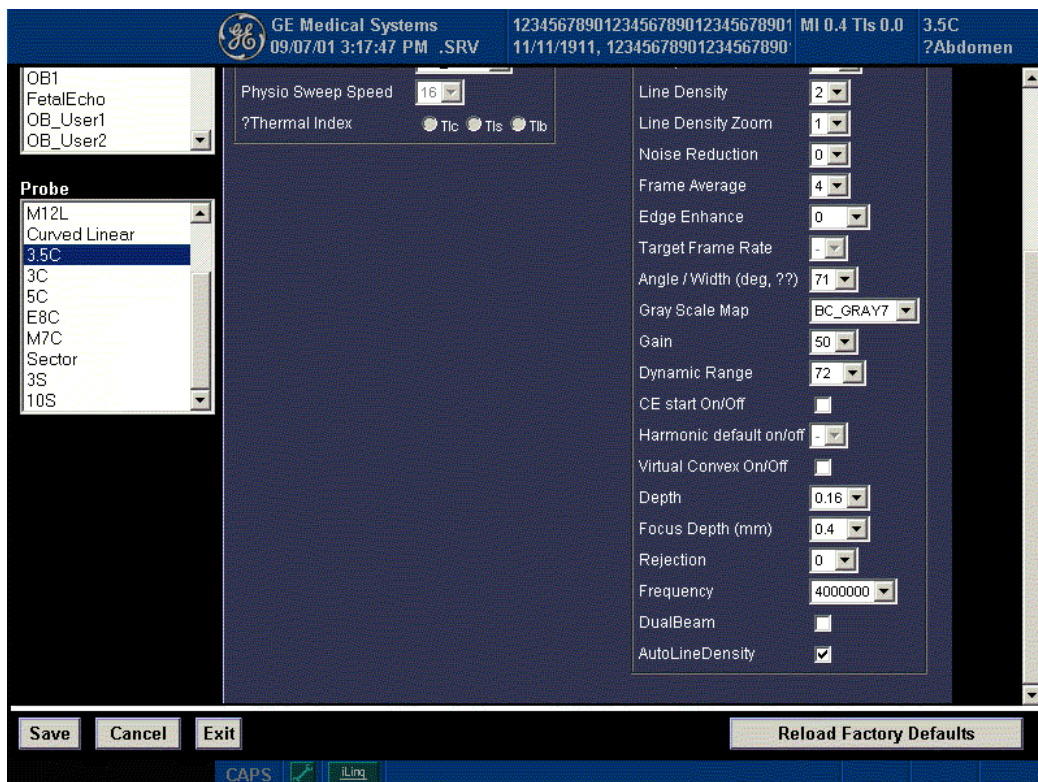 GE Medical Systems
09/07/01 3:17:47 PM .SRV
1234567890123456789012345678901
11/11/1911, 12345678901234567890
MI 0.4 TIs 0.0
3.5C
?Abdomen
OB1
FetalEcho
OB_User1
OB_User2
Probe
M12L
Curved Linear
3.5C
3C
5C
E8C
M7C
Sector
3S
10S
Physio Sweep Speed 16
?Thermal Index TIc TIs TIb
Line Density 2
Line Density Zoom 1
Noise Reduction 0
Frame Average 4
Edge Enhance 0
Target Frame Rate -
Angle / Width (deg, ??) 71
Gray Scale Map BC_GRAY7
Gain 50
Dynamic Range 72
CE start On/Off
Harmonic default on/off -
Virtual Convex On/Off
Depth 0.16
Focus Depth (mm) 0.4
Rejection 0
Frequency 4000000
DualBeam
AutoLineDensity
Save Cancel Exit Reload Factory Defaults
CAPS iLinq